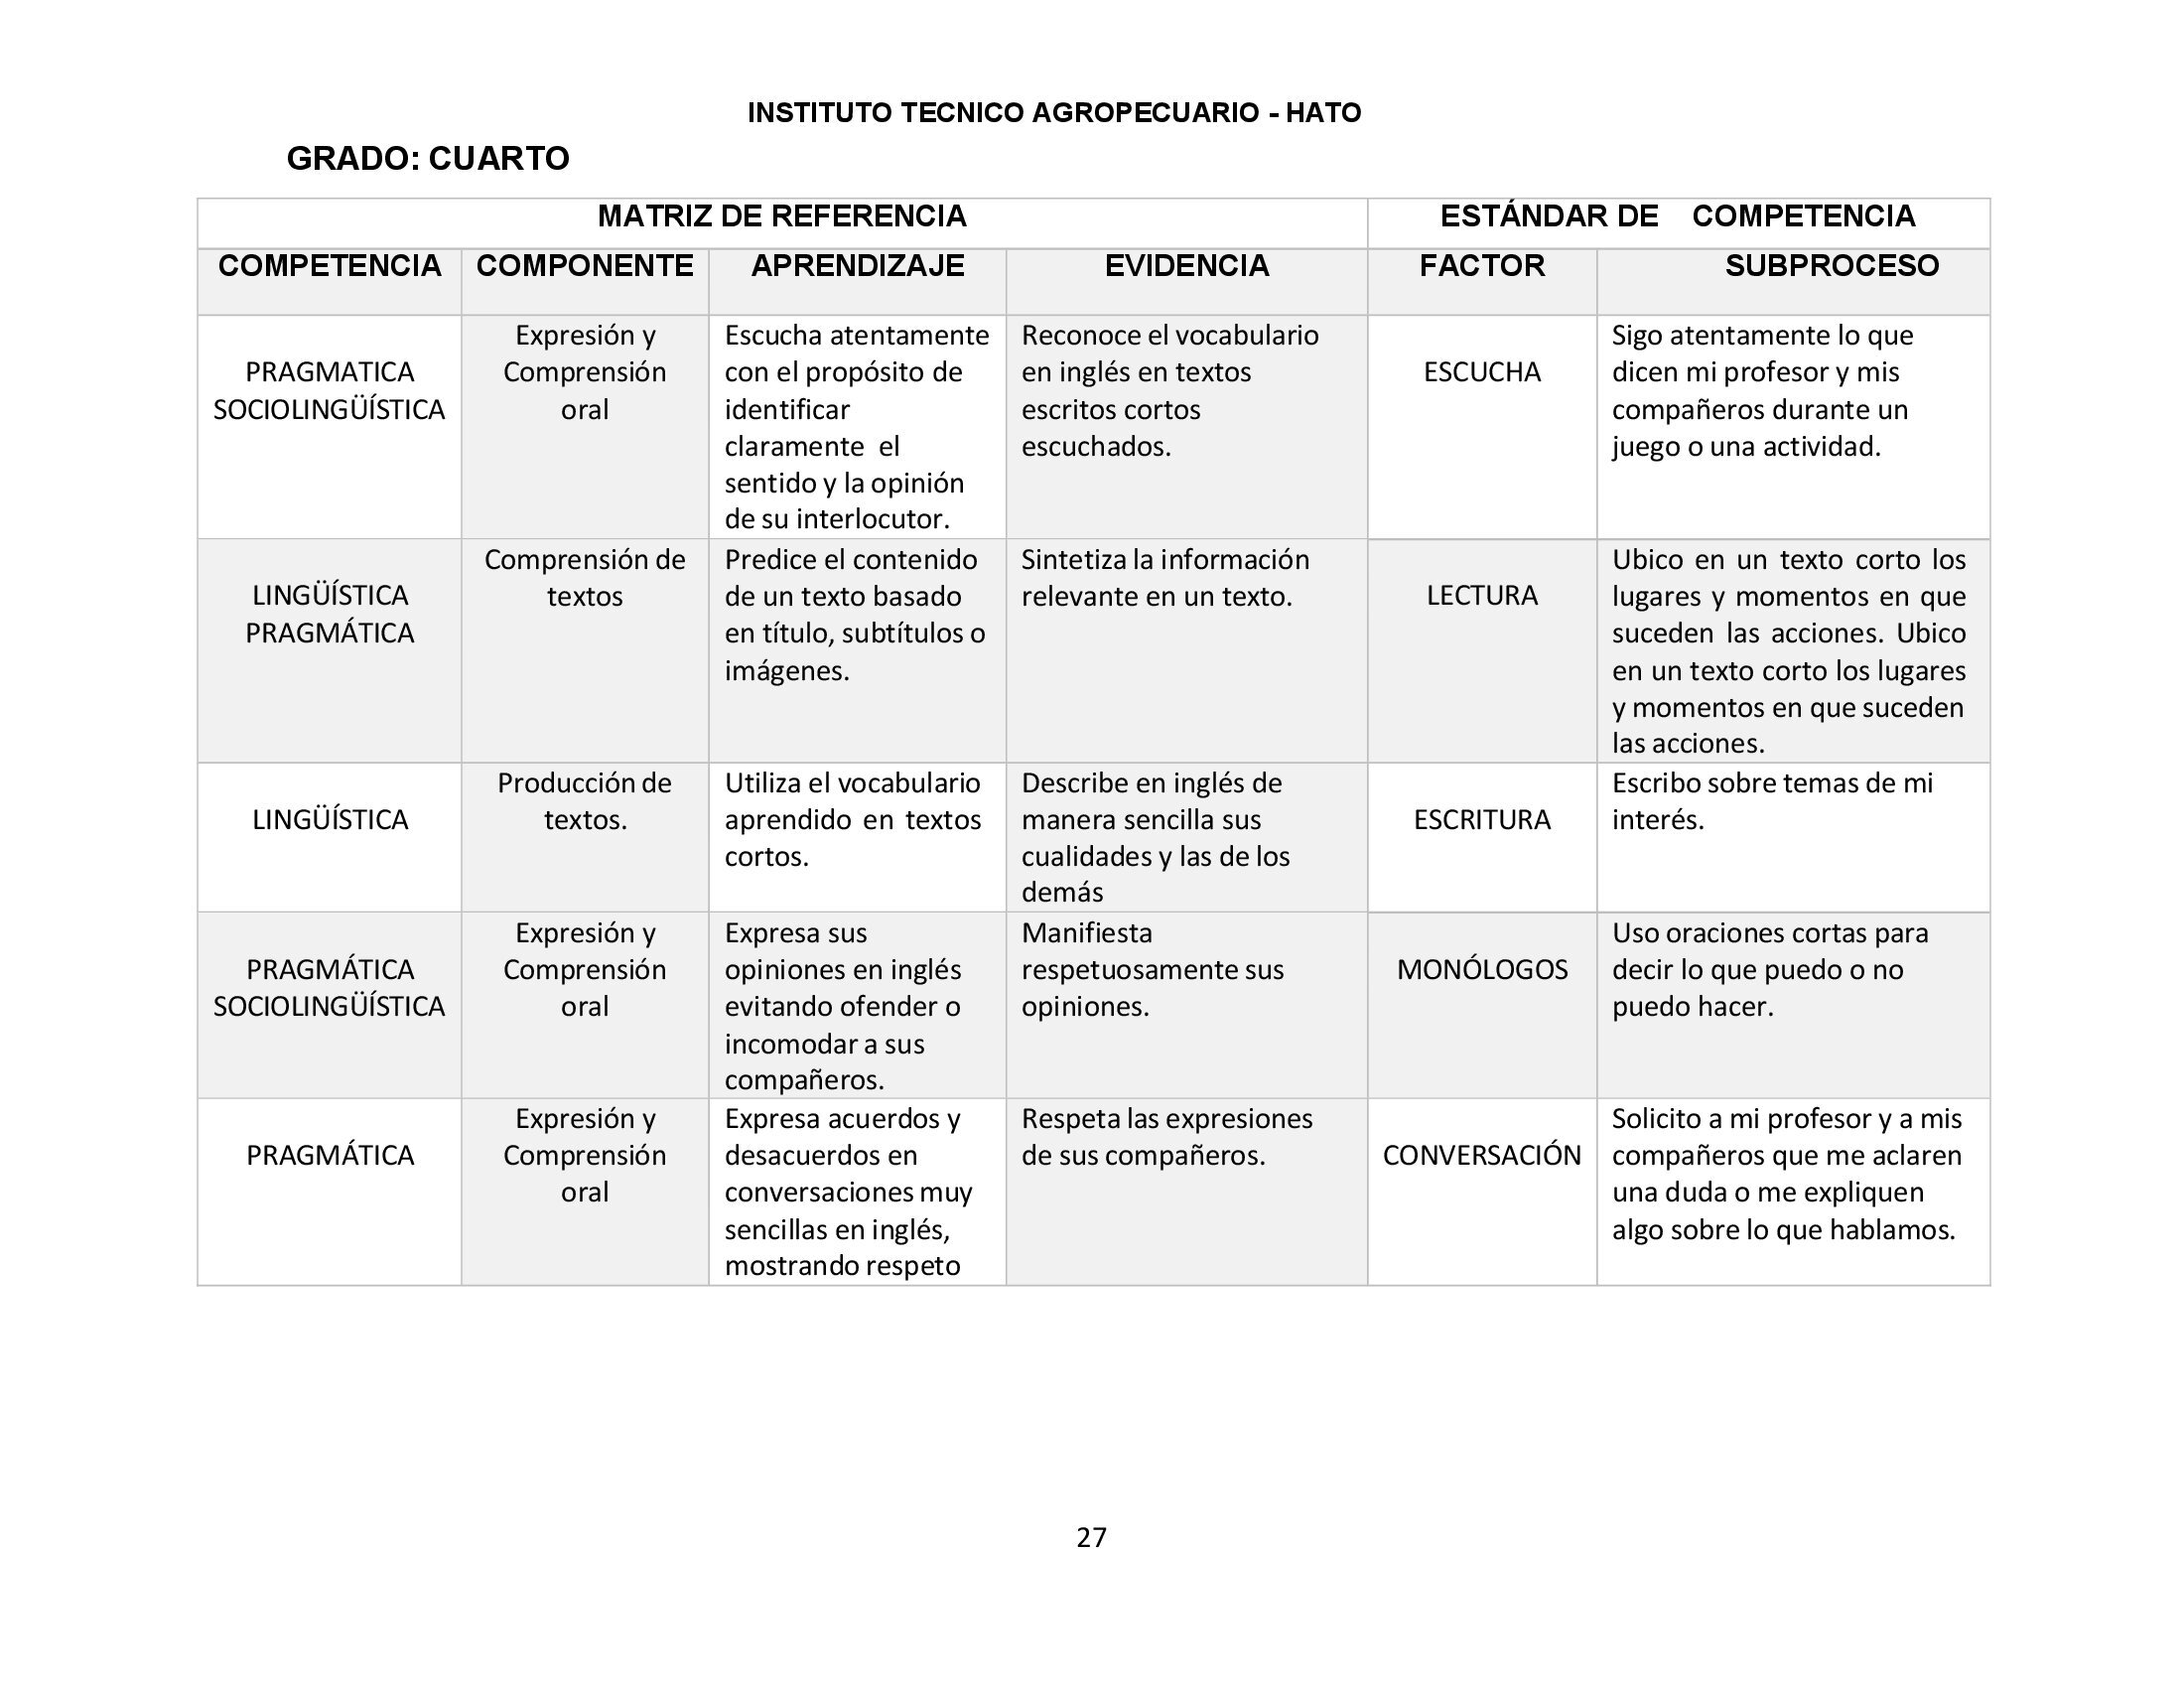 INSTITUTO TECNICO AGROPECUARIO - HATO
GRADO: CUARTO
MATRIZ DE REFERENCIA
ESTÁNDAR DE COMPETENCIA
COMPETENCIA
COMPONENTE
APRENDIZAJE
EVIDENCIA
FACTOR
SUBPROCESO
PRAGMATICA
SOCIOLINGÜÍSTICA
Expresión y
Comprensión
oral
Escucha atentamente
con el propósito de
identificar
claramente el
sentido y la opinión
de su interlocutor.
Reconoce el vocabulario
en inglés en textos
escritos cortos
escuchados.
ESCUCHA
Sigo atentamente lo que
dicen mi profesor y mis
compañeros durante un
juego o una actividad.
LINGÜÍSTICA
PRAGMÁTICA
Comprensión de
textos
Predice el contenido
de un texto basado
en título, subtítulos o
imágenes.
Sintetiza la información
relevante en un texto.
LECTURA
Ubico en un texto corto los
lugares y momentos en que
suceden las acciones. Ubico
en un texto corto los lugares
y momentos en que suceden
las acciones.
LINGÜÍSTICA
Producción de
textos.
Utiliza el vocabulario
aprendido en textos
cortos.
Describe en inglés de
manera sencilla sus
cualidades y las de los
demás
ESCRITURA
Escribo sobre temas de mi
interés.
PRAGMÁTICA
SOCIOLINGÜÍSTICA
Expresión y
Comprensión
oral
Expresa sus
opiniones en inglés
evitando ofender o
incomodar a sus
compañeros.
Manifiesta
respetuosamente sus
opiniones.
MONÓLOGOS
Uso oraciones cortas para
decir lo que puedo o no
puedo hacer.
PRAGMÁTICA
Expresión y
Comprensión
oral
Expresa acuerdos y
desacuerdos en
conversaciones muy
sencillas en inglés,
mostrando respeto
Respeta las expresiones
de sus compañeros.
CONVERSACIÓN
Solicito a mi profesor y a mis
compañeros que me aclaren
una duda o me expliquen
algo sobre lo que hablamos.
27